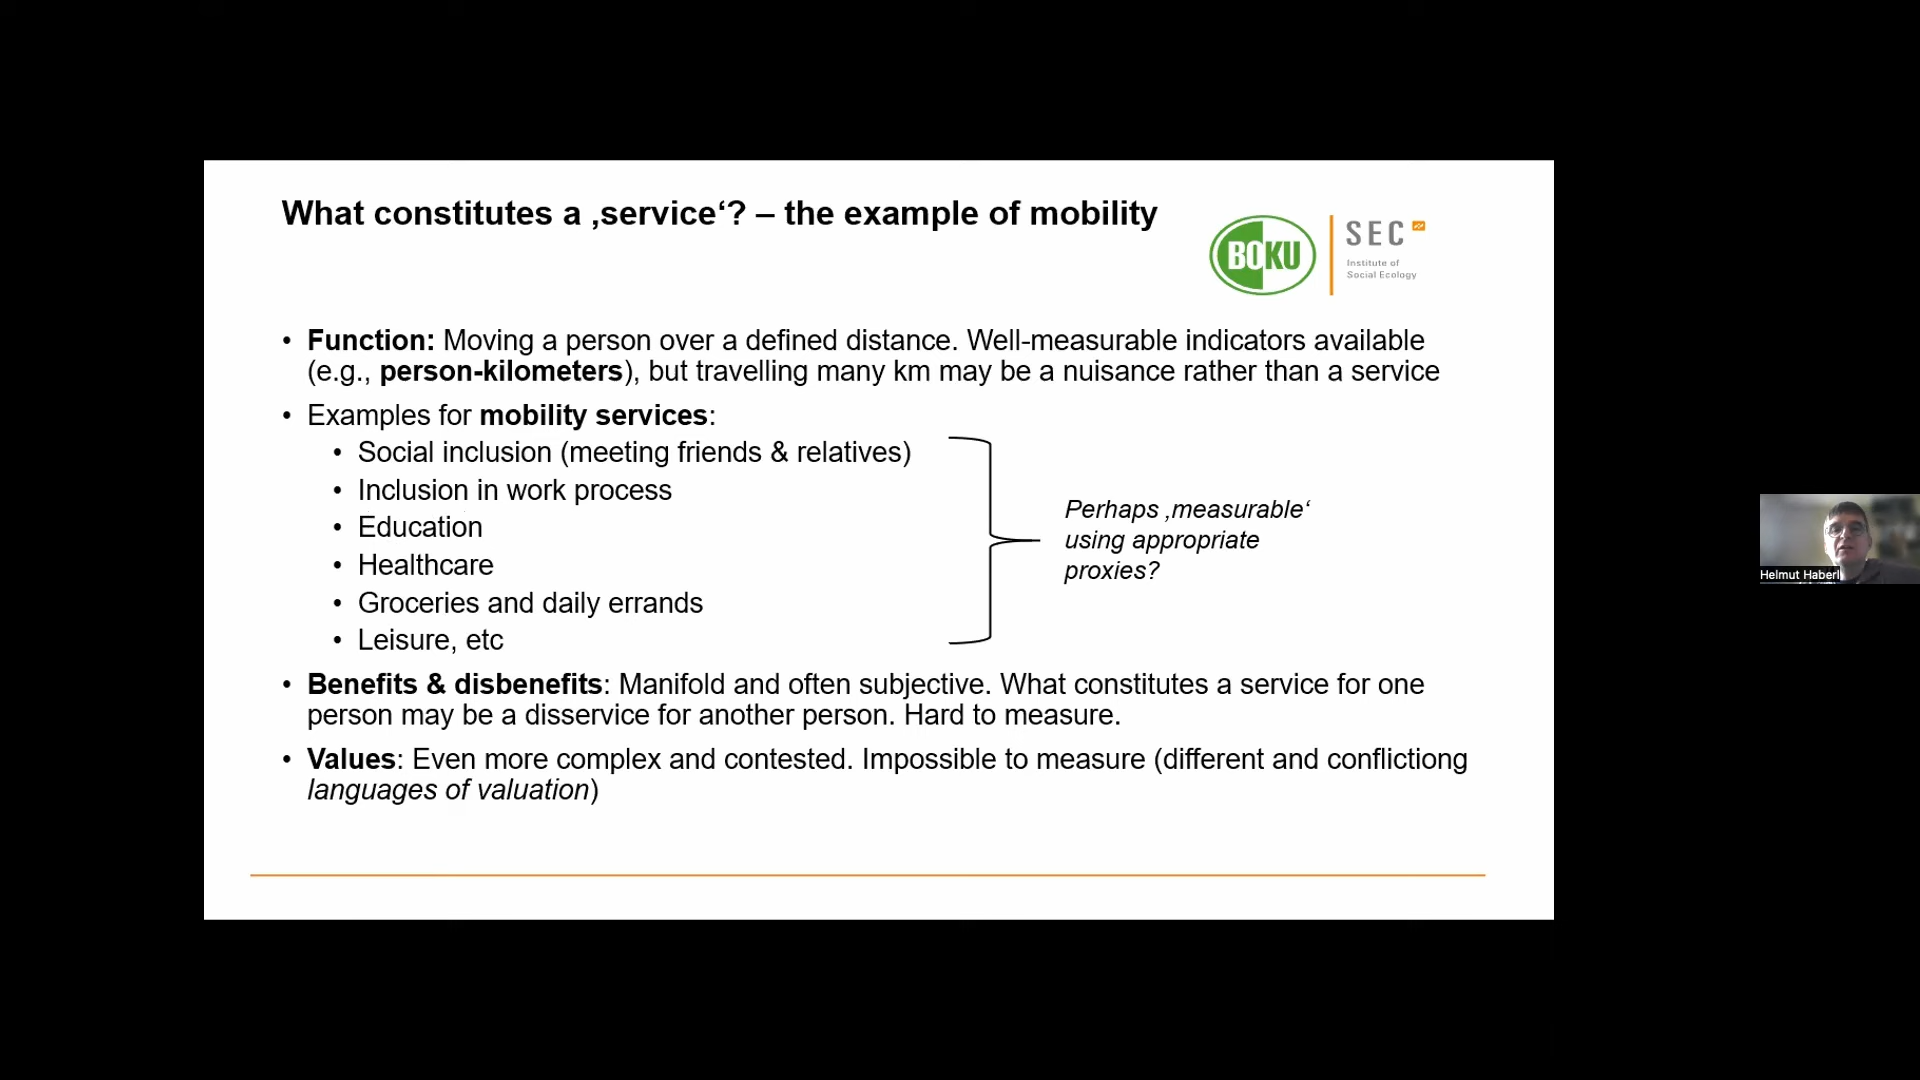 What constitutes a ‚service‘? – the example of mobility
BOKU
SEC
Institute of
Social Ecology
• Function: Moving a person over a defined distance. Well-measurable indicators available
(e.g., person-kilometers), but travelling many km may be a nuisance rather than a service
• Examples for mobility services:
• Social inclusion (meeting friends & relatives)
• Inclusion in work process
• Education
• Healthcare
• Groceries and daily errands
• Leisure, etc
Perhaps ‚measurable‘
using appropriate
proxies?
• Benefits & disbenefits: Manifold and often subjective. What constitutes a service for one
person may be a disservice for another person. Hard to measure.
• Values: Even more complex and contested. Impossible to measure (different and conflictiong
languages of valuation)
Helmut Haberl